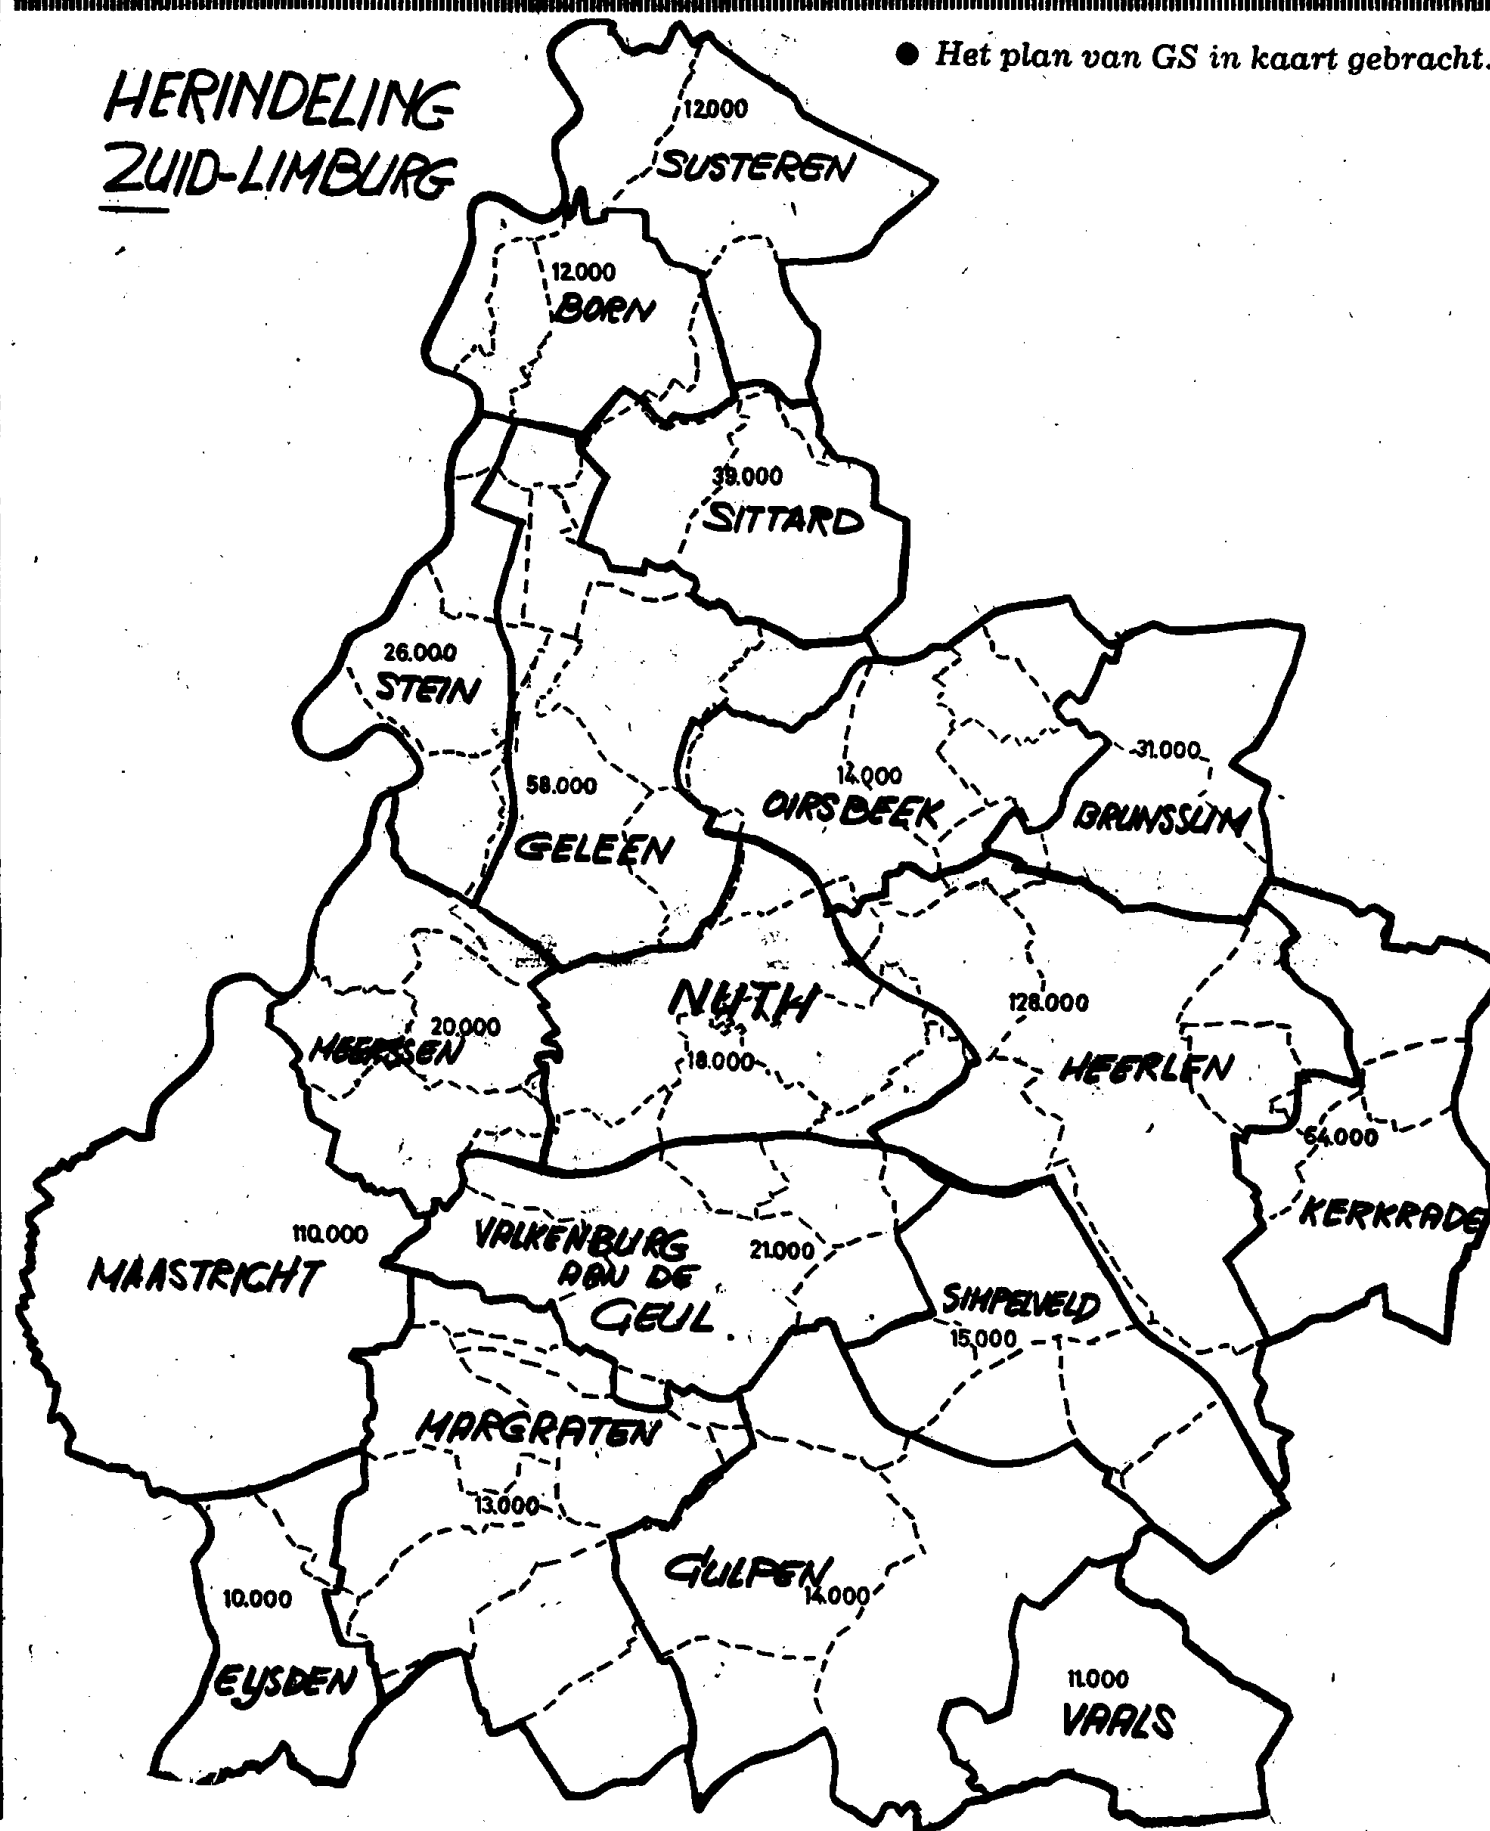 ● Het plan van GS in kaart gebracht.
HERINDELING
ZUID-LIMBURG
12.000
SUSTEREN
12.000
BORN
39.000
SITTARD
26.000
STEIN
58.000
GELEEN
14.000
OIRSBEEK
31.000
BRUNSSUM
20.000
MEERSSEN
NUTH
18.000
128.000
HEERLEN
64.000
KERKRADE
110.000
MAASTRICHT
VALKENBURG
AAN DE
GEUL
21.000
SIMPELVELD
15.000
MARGRATEN
13.000
GULPEN
14.000
10.000
EIJSDEN
11.000
VAALS